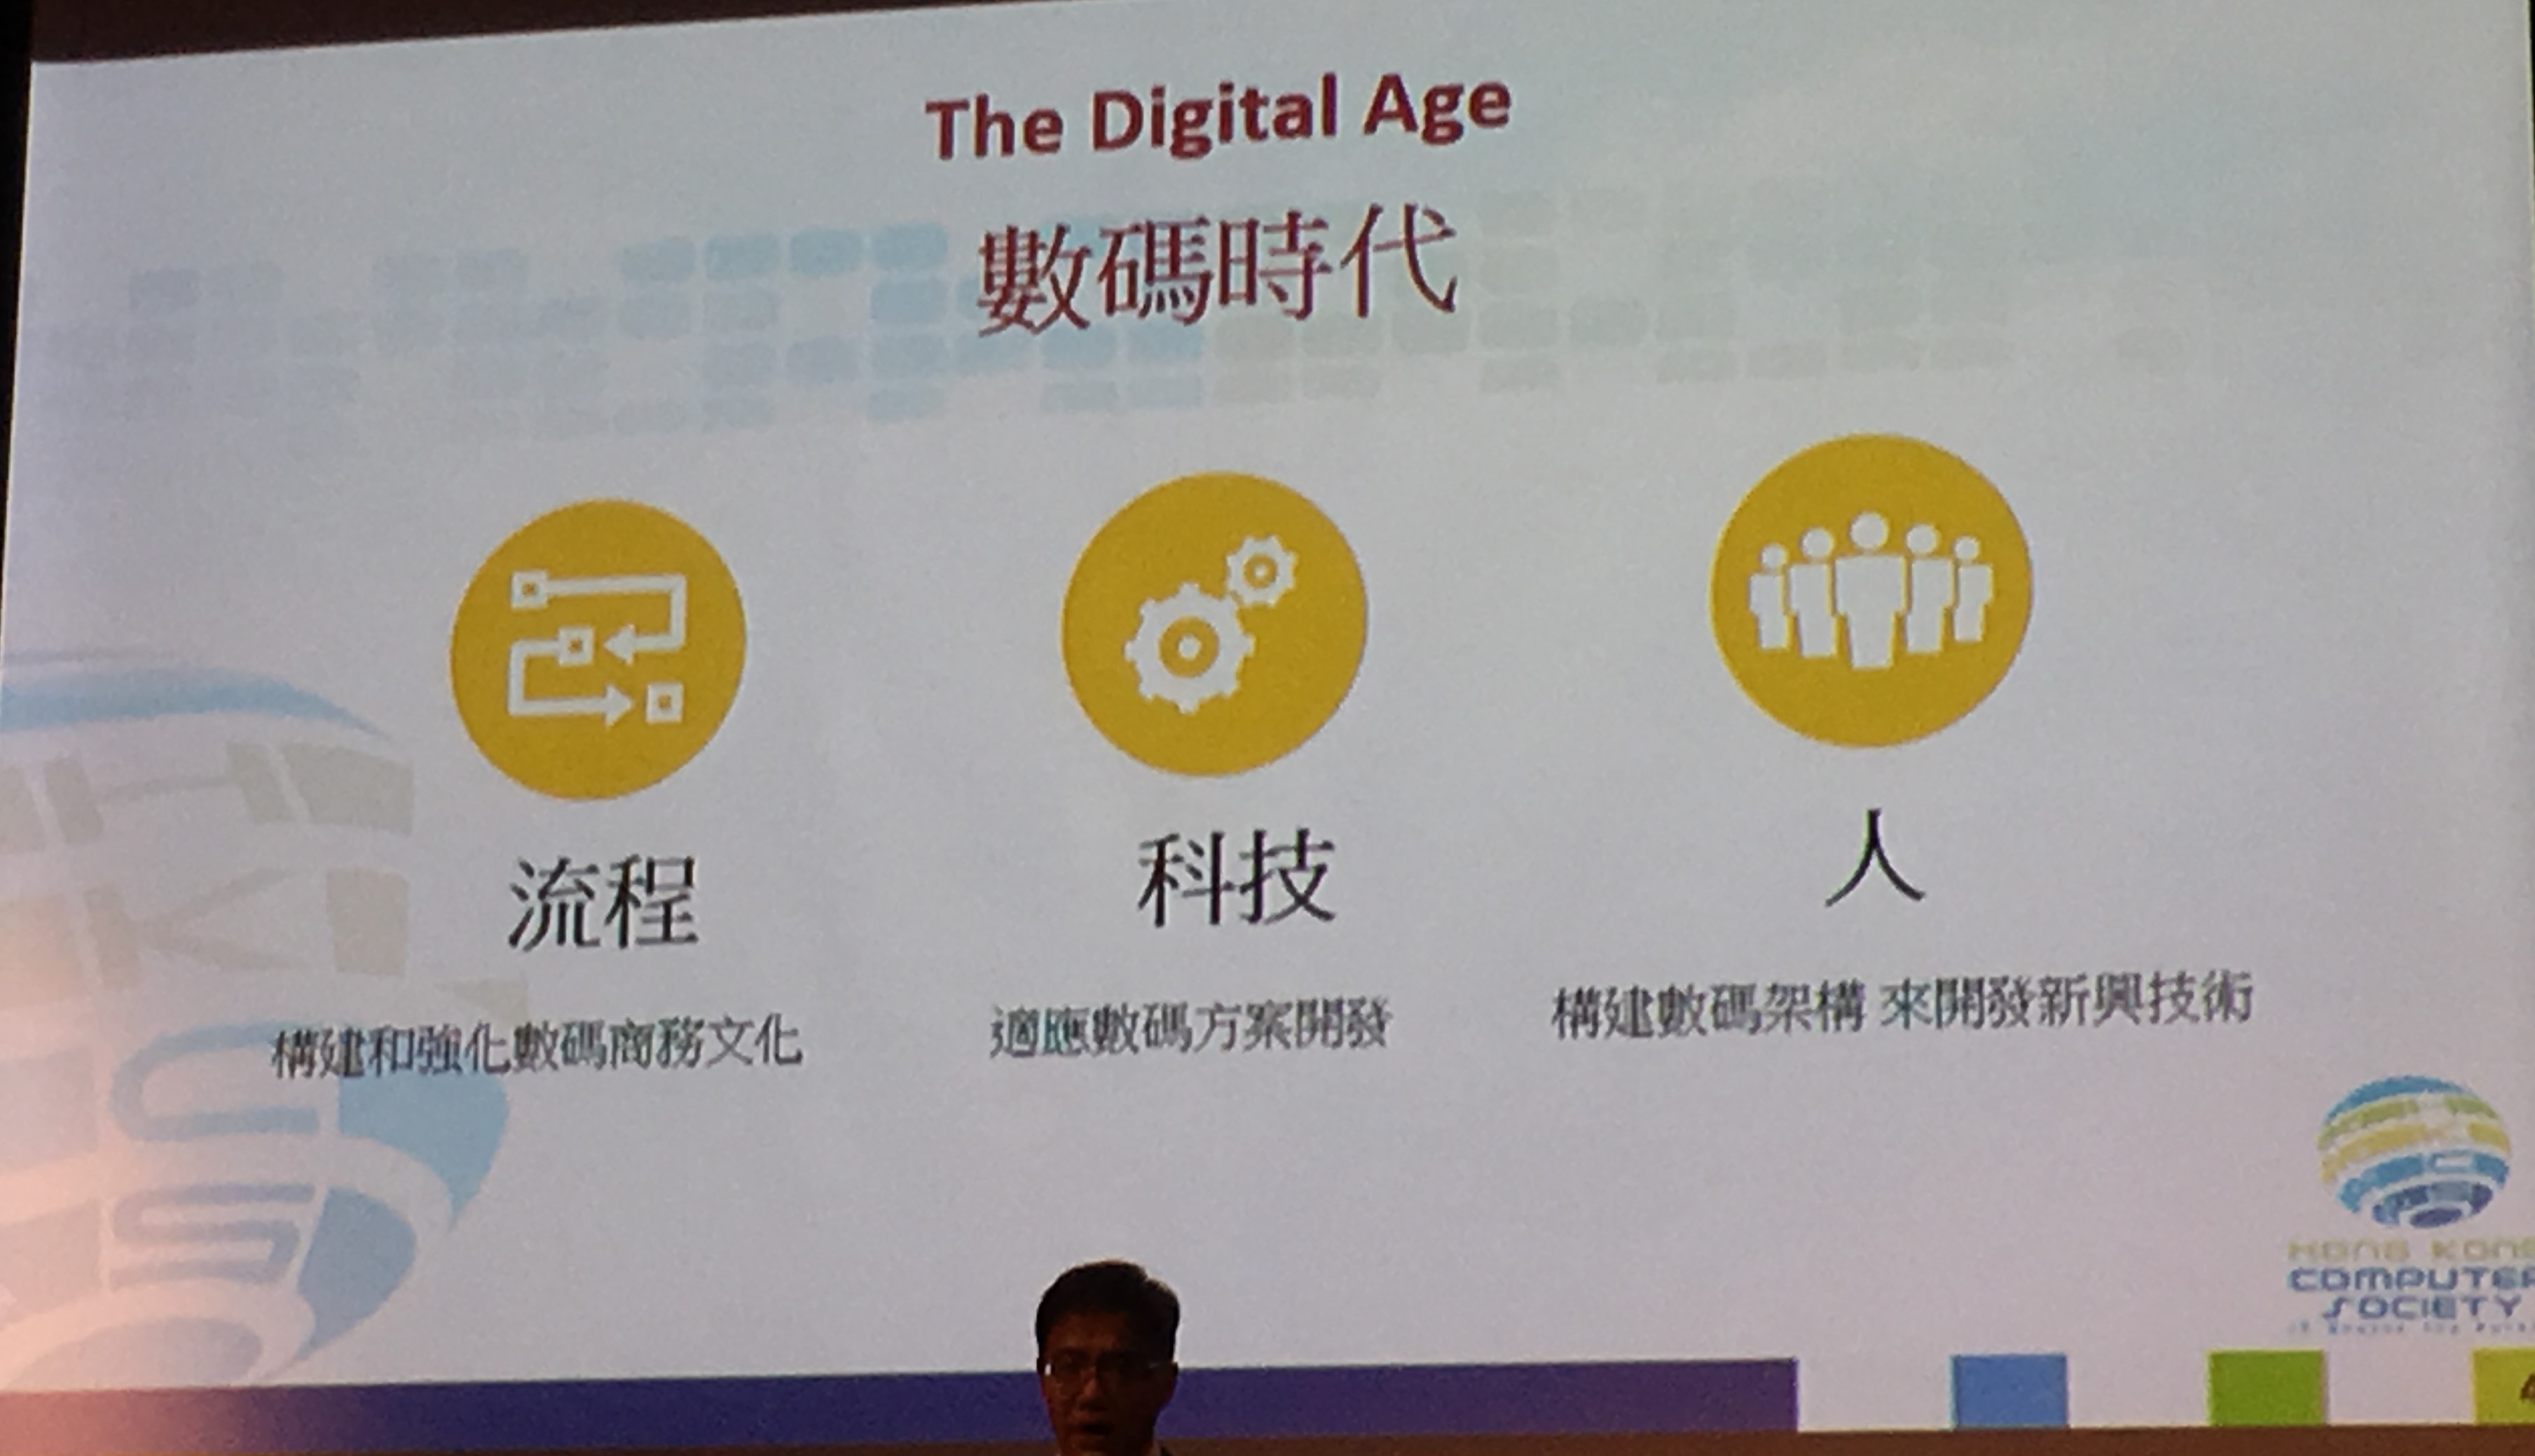 The Digital Age
數碼時代
流程
科技
人
構建和強化數碼商務文化
適應數碼方案開發
構建數碼架構 來開發新興技術
HONG KONG
COMPUTER
SOCIETY